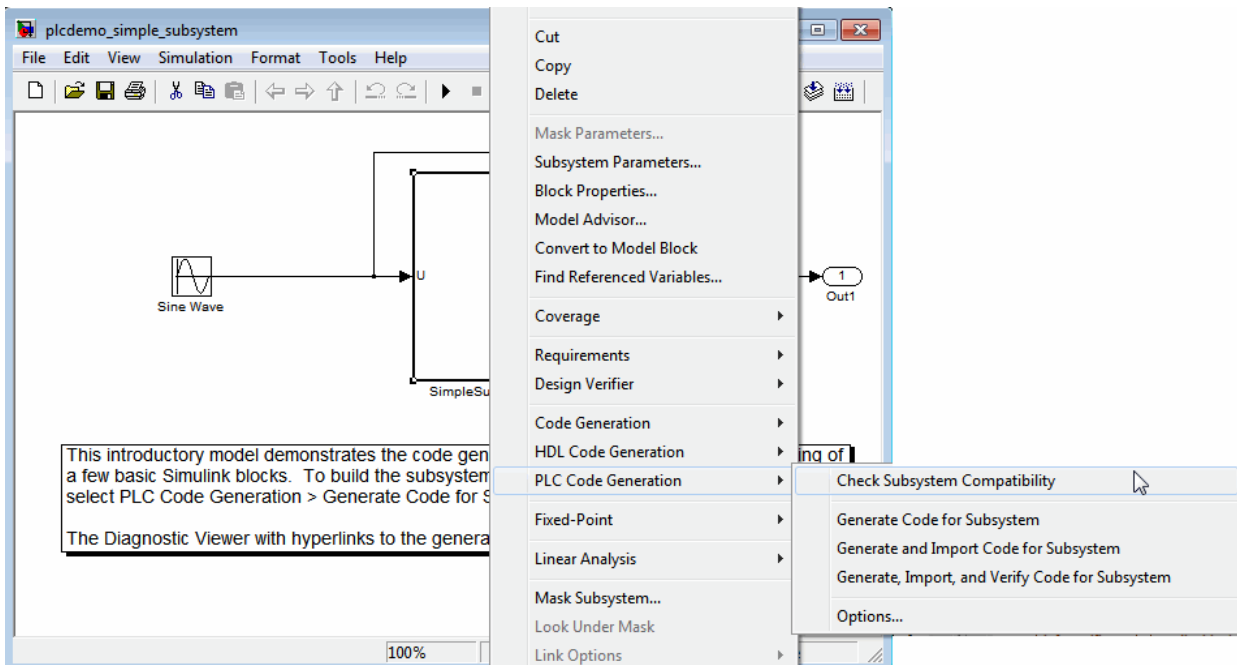 plcdemo_simple_subsystem
File Edit View Simulation Format Tools Help
U
Sine Wave
SimpleSu
1
Out1
This introductory model demonstrates the code gen
ing of
a few basic Simulink blocks. To build the subsystem
select PLC Code Generation > Generate Code for S
The Diagnostic Viewer with hyperlinks to the genera
100%
Cut
Copy
Delete
Mask Parameters...
Subsystem Parameters...
Block Properties...
Model Advisor...
Convert to Model Block
Find Referenced Variables...
Coverage
Requirements
Design Verifier
Code Generation
HDL Code Generation
PLC Code Generation
Fixed-Point
Linear Analysis
Mask Subsystem...
Look Under Mask
Link Options
Check Subsystem Compatibility
Generate Code for Subsystem
Generate and Import Code for Subsystem
Generate, Import, and Verify Code for Subsystem
Options...